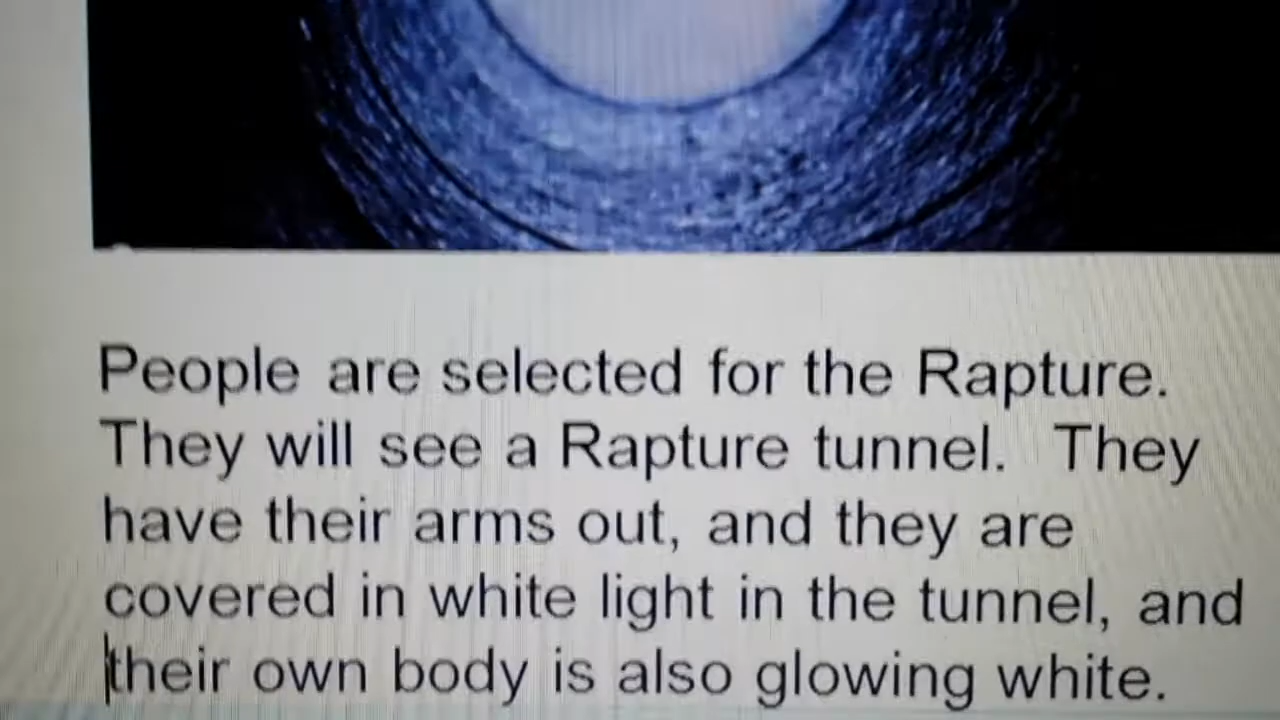 People are selected for the Rapture.
They will see a Rapture tunnel.  They
have their arms out, and they are
covered in white light in the tunnel, and
their own body is also glowing white.